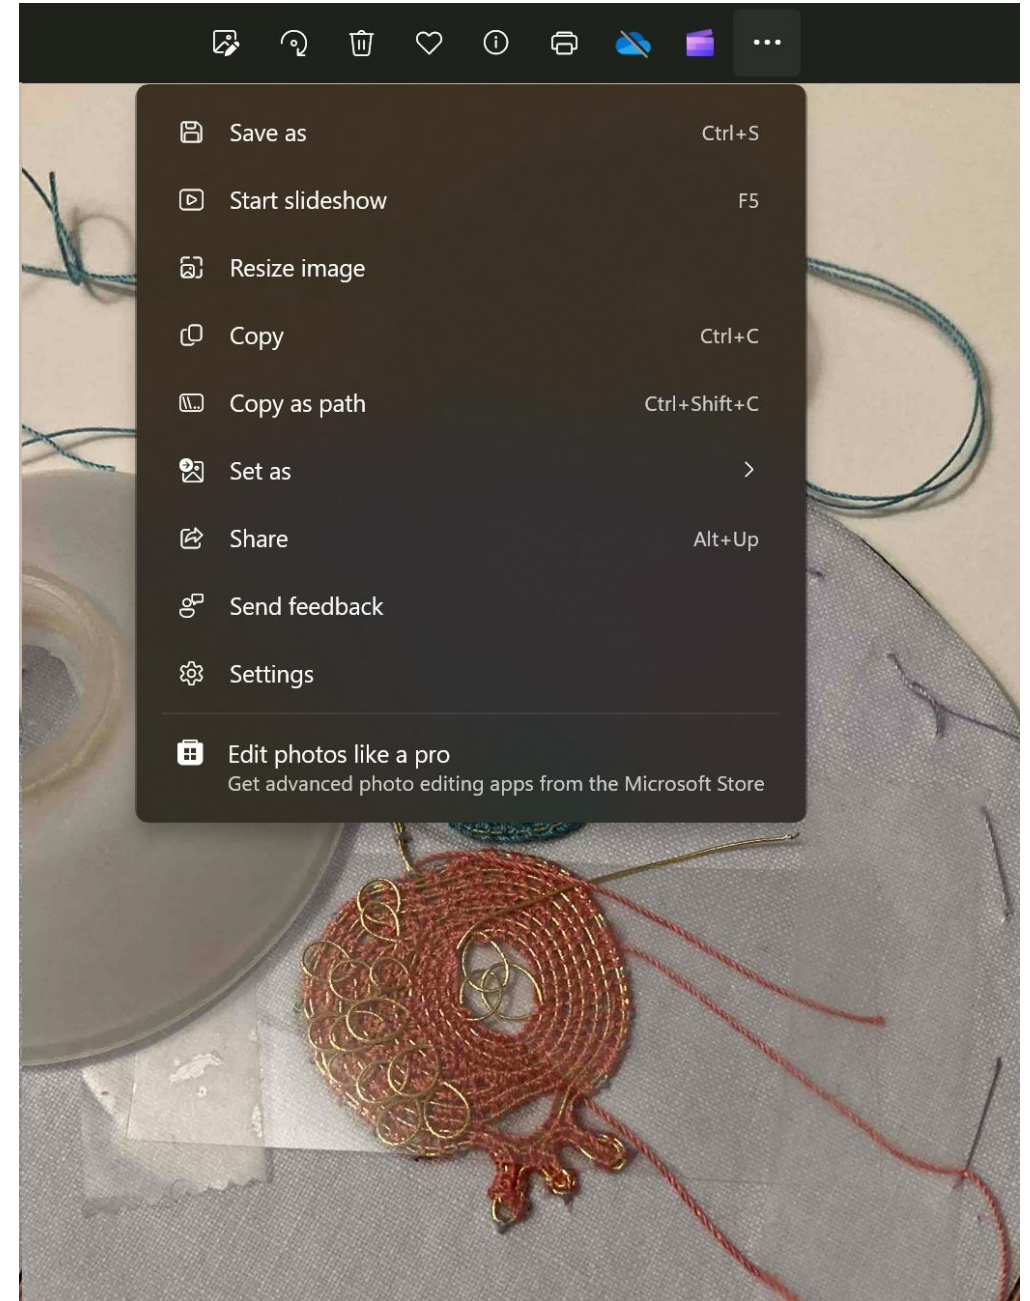 Save as Ctrl+S
Start slideshow F5
Resize image
Copy Ctrl+C
Copy as path Ctrl+Shift+C
Set as
Share Alt+Up
Send feedback
Settings
Edit photos like a pro
Get advanced photo editing apps from the Microsoft Store